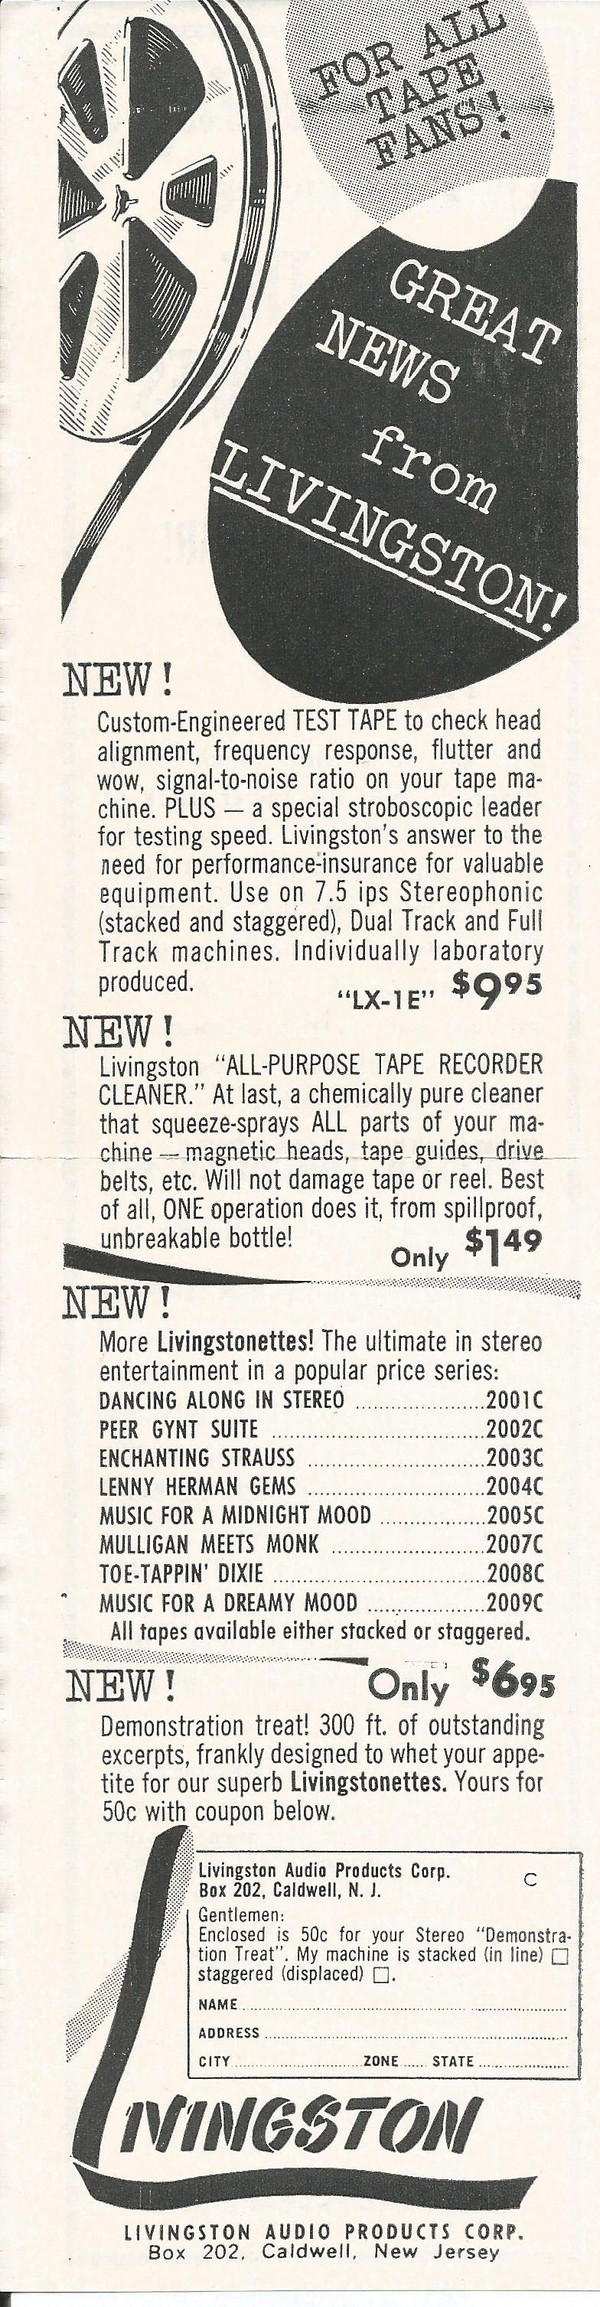 FOR ALL
TAPE
FANS!
GREAT
NEWS
from
LIVINGSTON!
NEW!
Custom-Engineered TEST TAPE to check head
alignment, frequency response, flutter and
wow, signal-to-noise ratio on your tape ma-
chine. PLUS — a special stroboscopic leader
for testing speed. Livingston's answer to the
need for performance-insurance for valuable
equipment. Use on 7.5 ips Stereophonic
(stacked and staggered), Dual Track and Full
Track machines. Individually laboratory
produced.
"LX-1E" $9.95
NEW!
Livingston "ALL-PURPOSE TAPE RECORDER
CLEANER." At last, a chemically pure cleaner
that squeeze-sprays ALL parts of your ma-
chine — magnetic heads, tape guides, drive
belts, etc. Will not damage tape or reel. Best
of all, ONE operation does it, from spillproof,
unbreakable bottle!
Only $1.49
NEW!
More Livingstonettes! The ultimate in stereo
entertainment in a popular price series:
DANCING ALONG IN STEREO ......................2001C
PEER GYNT SUITE ......................2002C
ENCHANTING STRAUSS ......................2003C
LENNY HERMAN GEMS ......................2004C
MUSIC FOR A MIDNIGHT MOOD ..................2005C
MULLIGAN MEETS MONK ......................2007C
TOE-TAPPIN' DIXIE ......................2008C
MUSIC FOR A DREAMY MOOD ....................2009C
All tapes available either stacked or staggered.
Only $6.95
NEW!
Demonstration treat! 300 ft. of outstanding
excerpts, frankly designed to whet your appe-
tite for our superb Livingstonettes. Yours for
50c with coupon below.
Livingston Audio Products Corp.
Box 202, Caldwell, N. J.
C
Gentlemen:
Enclosed is 50c for your Stereo "Demonstra-
tion Treat". My machine is stacked (in line) ☐
staggered (displaced) ☐.
NAME
ADDRESS
CITY ZONE STATE
LIVINGSTON
LIVINGSTON AUDIO PRODUCTS CORP.
Box 202, Caldwell, New Jersey